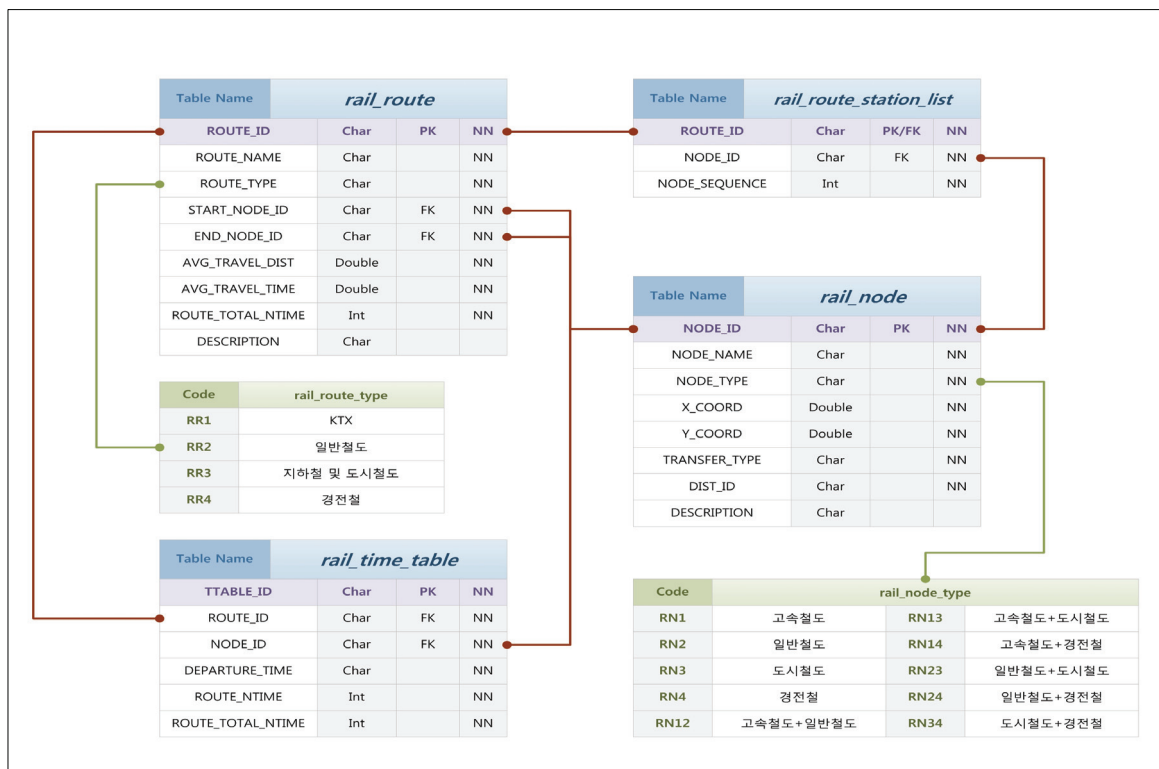 Table Name rail_route
ROUTE_ID Char PK NN
ROUTE_NAME Char NN
ROUTE_TYPE Char NN
START_NODE_ID Char FK NN
END_NODE_ID Char FK NN
AVG_TRAVEL_DIST Double NN
AVG_TRAVEL_TIME Double NN
ROUTE_TOTAL_NTIME Int NN
DESCRIPTION Char
Code rail_route_type
RR1 KTX
RR2 일반철도
RR3 지하철 및 도시철도
RR4 경전철
Table Name rail_time_table
TTABLE_ID Char PK NN
ROUTE_ID Char FK NN
NODE_ID Char FK NN
DEPARTURE_TIME Char NN
ROUTE_NTIME Int NN
ROUTE_TOTAL_NTIME Int NN
Table Name rail_route_station_list
ROUTE_ID Char PK/FK NN
NODE_ID Char FK NN
NODE_SEQUENCE Int NN
Table Name rail_node
NODE_ID Char PK NN
NODE_NAME Char NN
NODE_TYPE Char NN
X_COORD Double NN
Y_COORD Double NN
TRANSFER_TYPE Char NN
DIST_ID Char NN
DESCRIPTION Char
Code rail_node_type
RN1 고속철도 RN13 고속철도+도시철도
RN2 일반철도 RN14 고속철도+경전철
RN3 도시철도 RN23 일반철도+도시철도
RN4 경전철 RN24 일반철도+경전철
RN12 고속철도+일반철도 RN34 도시철도+경전철